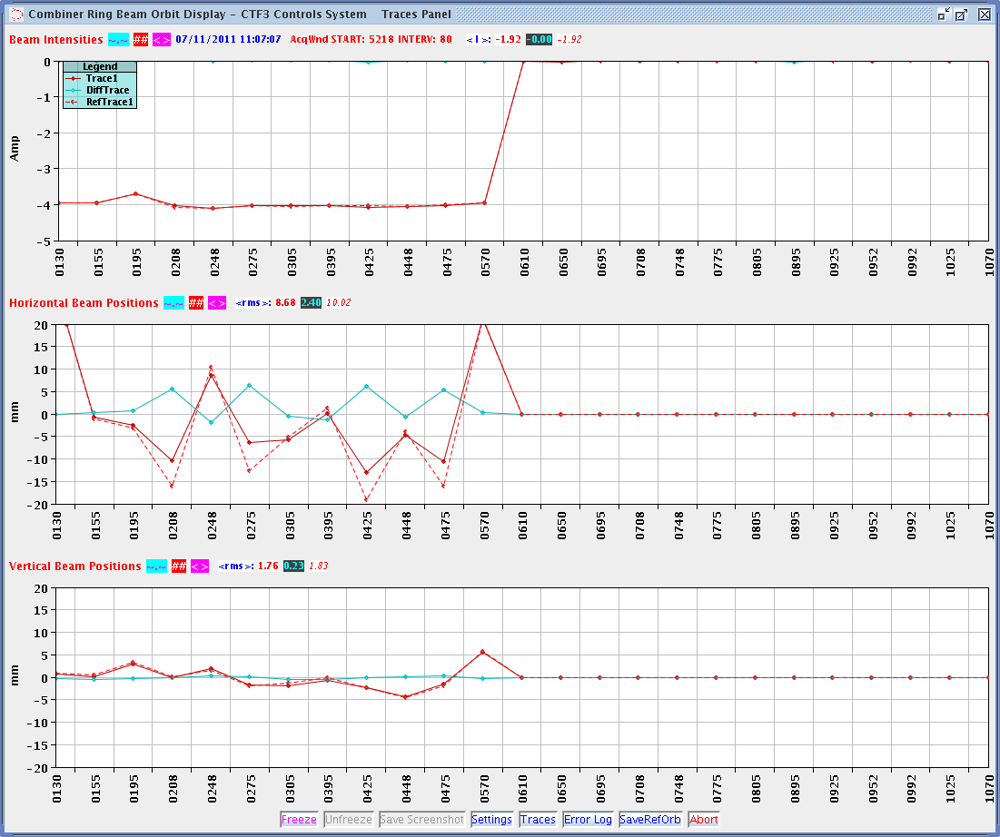 Combiner Ring Beam Orbit Display - CTF3 Controls System Traces Panel
Beam Intensities ~.~ ## <> 07/11/2011 11:07:07 AcqWnd START: 5218 INTERV: 80 <I>: -1.92 -0.00 -1.92
Legend
Trace1
DiffTrace
RefTrace1
Amp
0
-1
-2
-3
-4
-5
0130 0155 0195 0208 0248 0275 0305 0395 0425 0448 0475 0570 0610 0650 0695 0708 0748 0775 0805 0895 0925 0952 0992 1025 1070
Horizontal Beam Positions ~.~ ## <> <rms>: 8.68 2.40 10.02
mm
20
15
10
5
0
-5
-10
-15
-20
0130 0155 0195 0208 0248 0275 0305 0395 0425 0448 0475 0570 0610 0650 0695 0708 0748 0775 0805 0895 0925 0952 0992 1025 1070
Vertical Beam Positions ~.~ ## <> <rms>: 1.76 0.23 1.83
mm
20
15
10
5
0
-5
-10
-15
-20
0130 0155 0195 0208 0248 0275 0305 0395 0425 0448 0475 0570 0610 0650 0695 0708 0748 0775 0805 0895 0925 0952 0992 1025 1070
Freeze Unfreeze Save Screenshot Settings Traces Error Log SaveRefOrb Abort